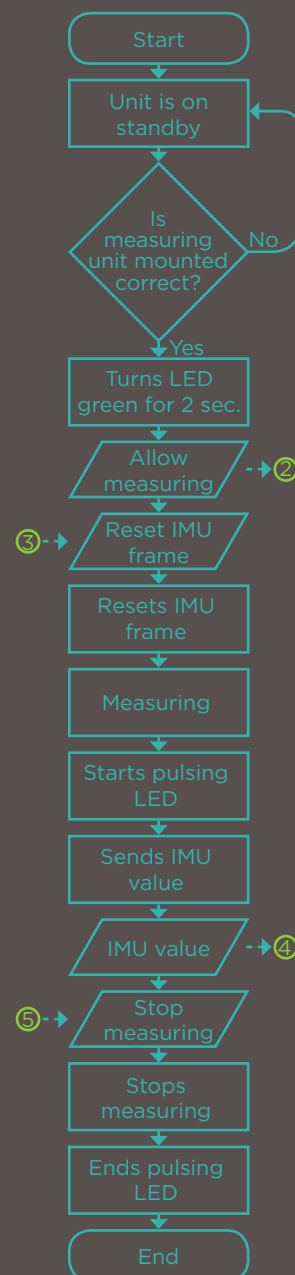 Start
Unit is on
standby
Is
measuring
unit mounted
correct?
No
Yes
Turns LED
green for 2 sec.
Allow
measuring
2
3
Reset IMU
frame
Resets IMU
frame
Measuring
Starts pulsing
LED
Sends IMU
value
IMU value
4
5
Stop
measuring
Stops
measuring
Ends pulsing
LED
End